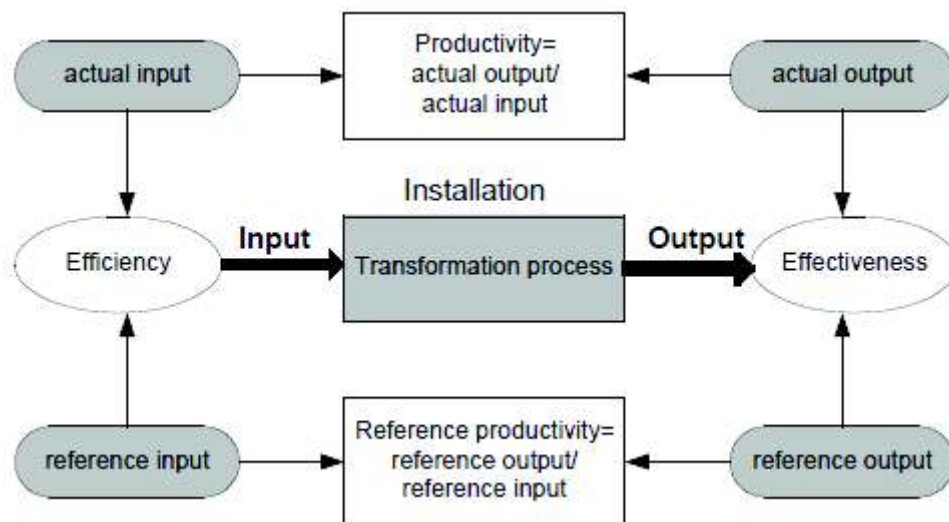 actual input
Productivity=
actual output/
actual input
actual output
Installation
Efficiency
Input
Transformation process
Output
Effectiveness
reference input
Reference productivity=
reference output/
reference input
reference output